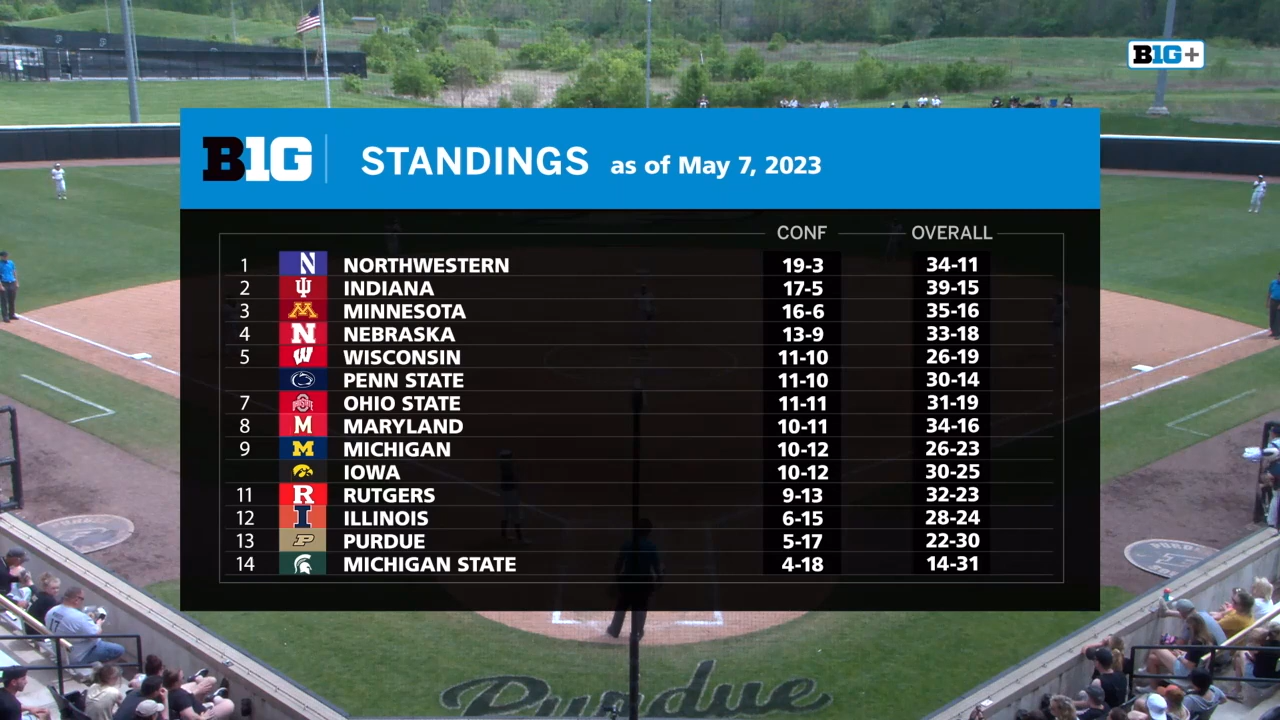 B1G+
B1G STANDINGS as of May 7, 2023
CONF OVERALL
1 N NORTHWESTERN 19-3 34-11
2 IU INDIANA 17-5 39-15
3 M MINNESOTA 16-6 35-16
4 N NEBRASKA 13-9 33-18
5 W WISCONSIN 11-10 26-19
PENN STATE 11-10 30-14
7 OHIO STATE OHIO STATE 11-11 31-19
8 M MARYLAND 10-11 34-16
9 M MICHIGAN 10-12 26-23
IOWA 10-12 30-25
11 R RUTGERS 9-13 32-23
12 I ILLINOIS 6-15 28-24
13 P PURDUE 5-17 22-30
14 MICHIGAN STATE 4-18 14-31
PURDUE
Purdue